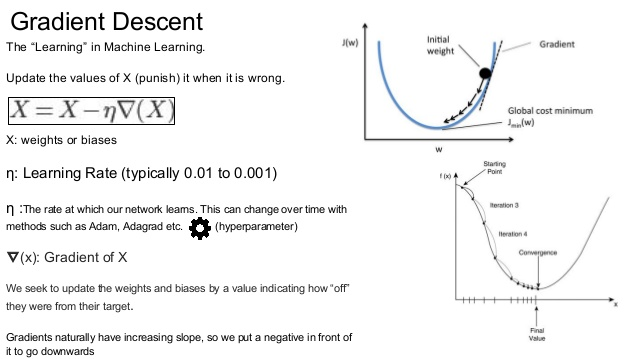 Gradient Descent
The “Learning” in Machine Learning.
Update the values of X (punish) it when it is wrong.
X = X − η∇(X)
X: weights or biases
η: Learning Rate (typically 0.01 to 0.001)
η :The rate at which our network learns. This can change over time with
methods such as Adam, Adagrad etc. (hyperparameter)
∇(x): Gradient of X
We seek to update the weights and biases by a value indicating how “off”
they were from their target.
Gradients naturally have increasing slope, so we put a negative in front of
it to go downwards
J(w)
Initial
weight
Gradient
Global cost minimum
Jmin(w)
w
Starting
Point
f (x)
Iteration 3
Iteration 4
Convergence
x
Final
Value